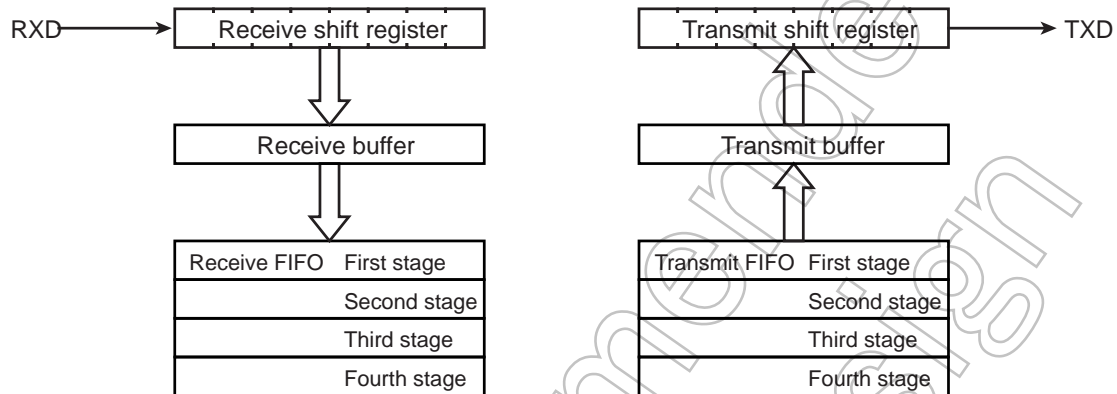 RXD
Receive shift register
Receive buffer
Receive FIFO First stage
Second stage
Third stage
Fourth stage
Transmit shift register
TXD
Transmit buffer
Transmit FIFO First stage
Second stage
Third stage
Fourth stage